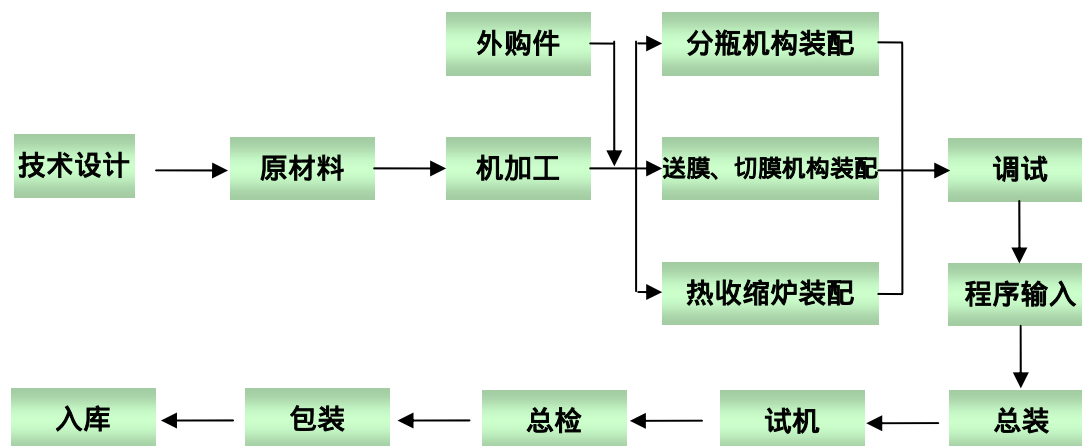 外购件
分瓶机构装配
技术设计
原材料
机加工
送膜、切膜机构装配
调试
热收缩炉装配
程序输入
入库
包装
总检
试机
总装